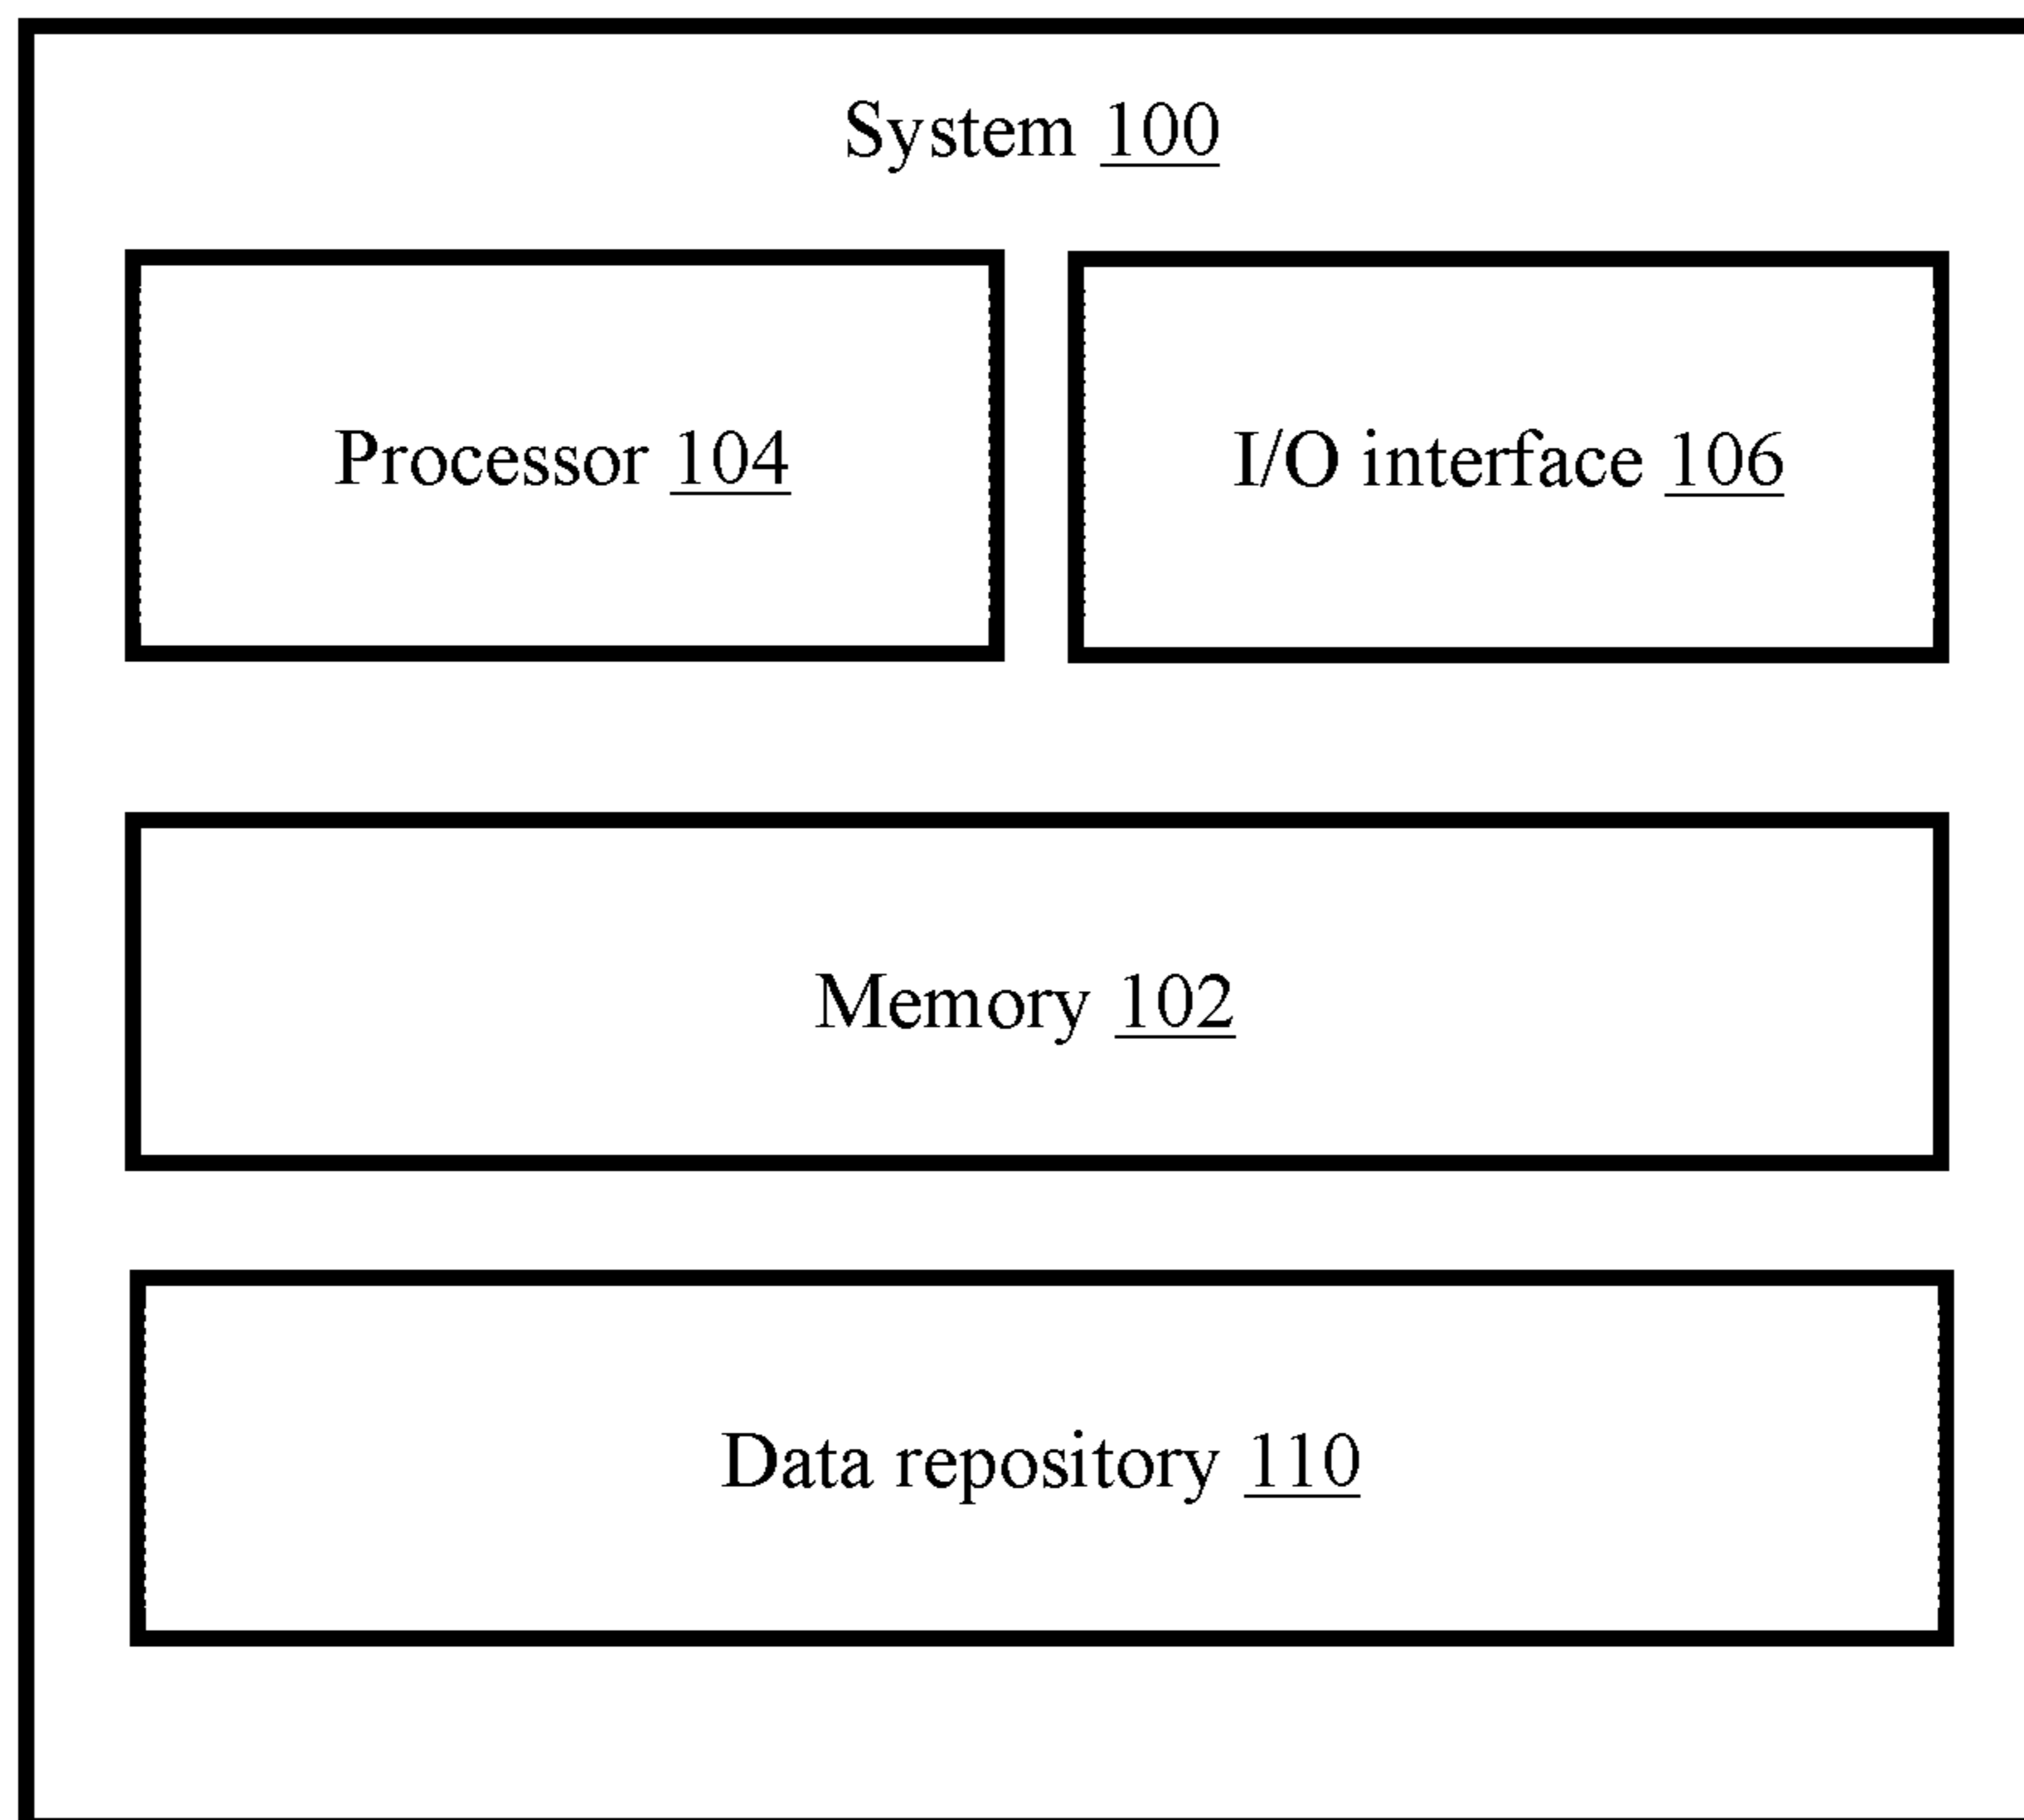 System 100
Processor 104
I/O interface 106
Memory 102
Data repository 110